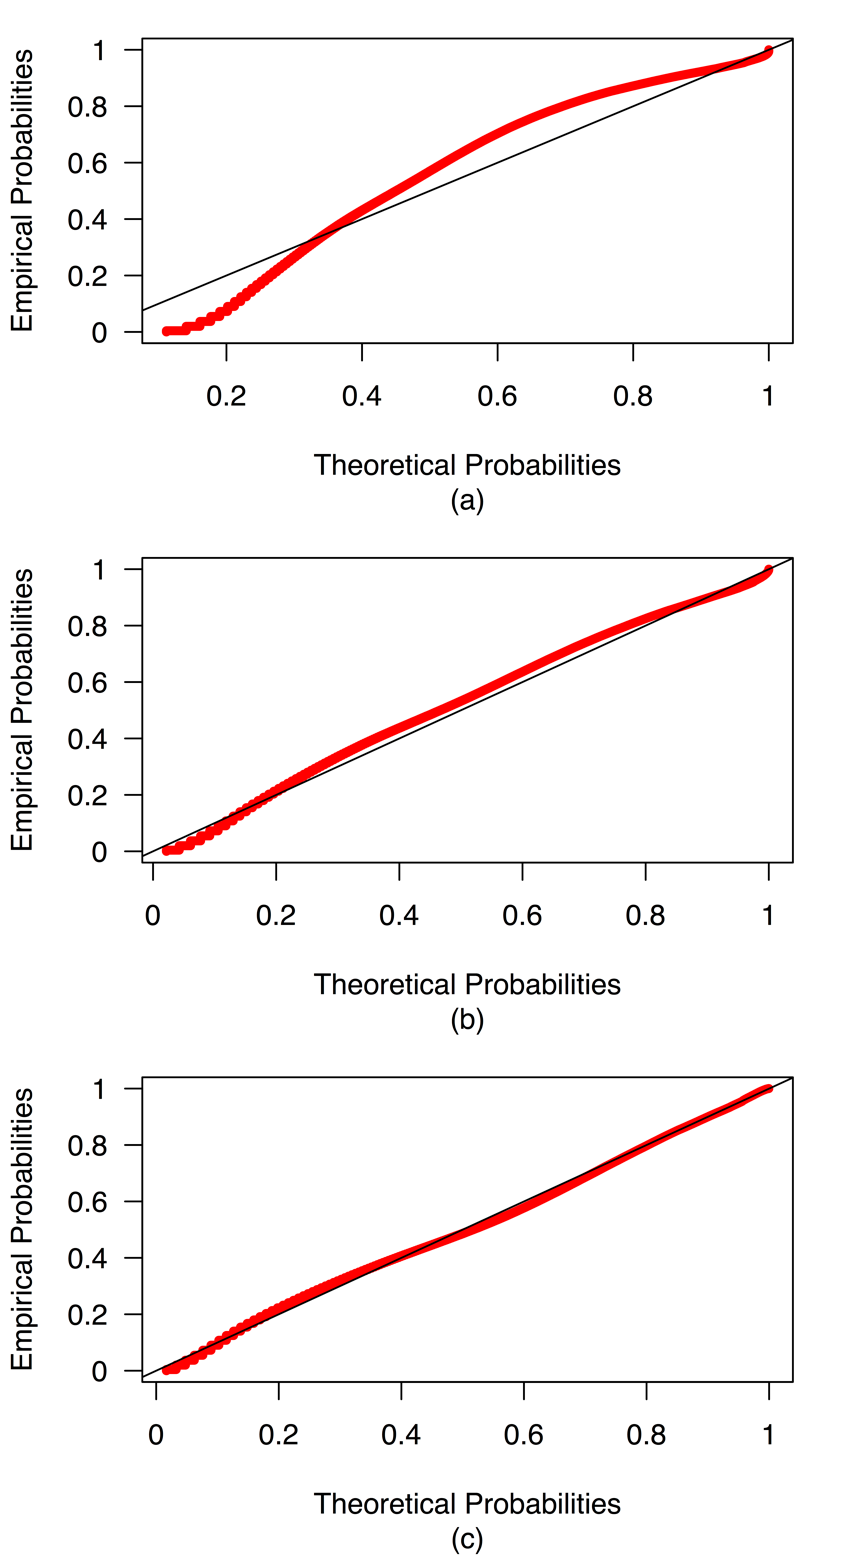 Empirical Probabilities
1
0.8
0.6
0.4
0.2
0
0.2 0.4 0.6 0.8 1
Theoretical Probabilities
(a)
Empirical Probabilities
1
0.8
0.6
0.4
0.2
0
0 0.2 0.4 0.6 0.8 1
Theoretical Probabilities
(b)
Empirical Probabilities
1
0.8
0.6
0.4
0.2
0
0 0.2 0.4 0.6 0.8 1
Theoretical Probabilities
(c)